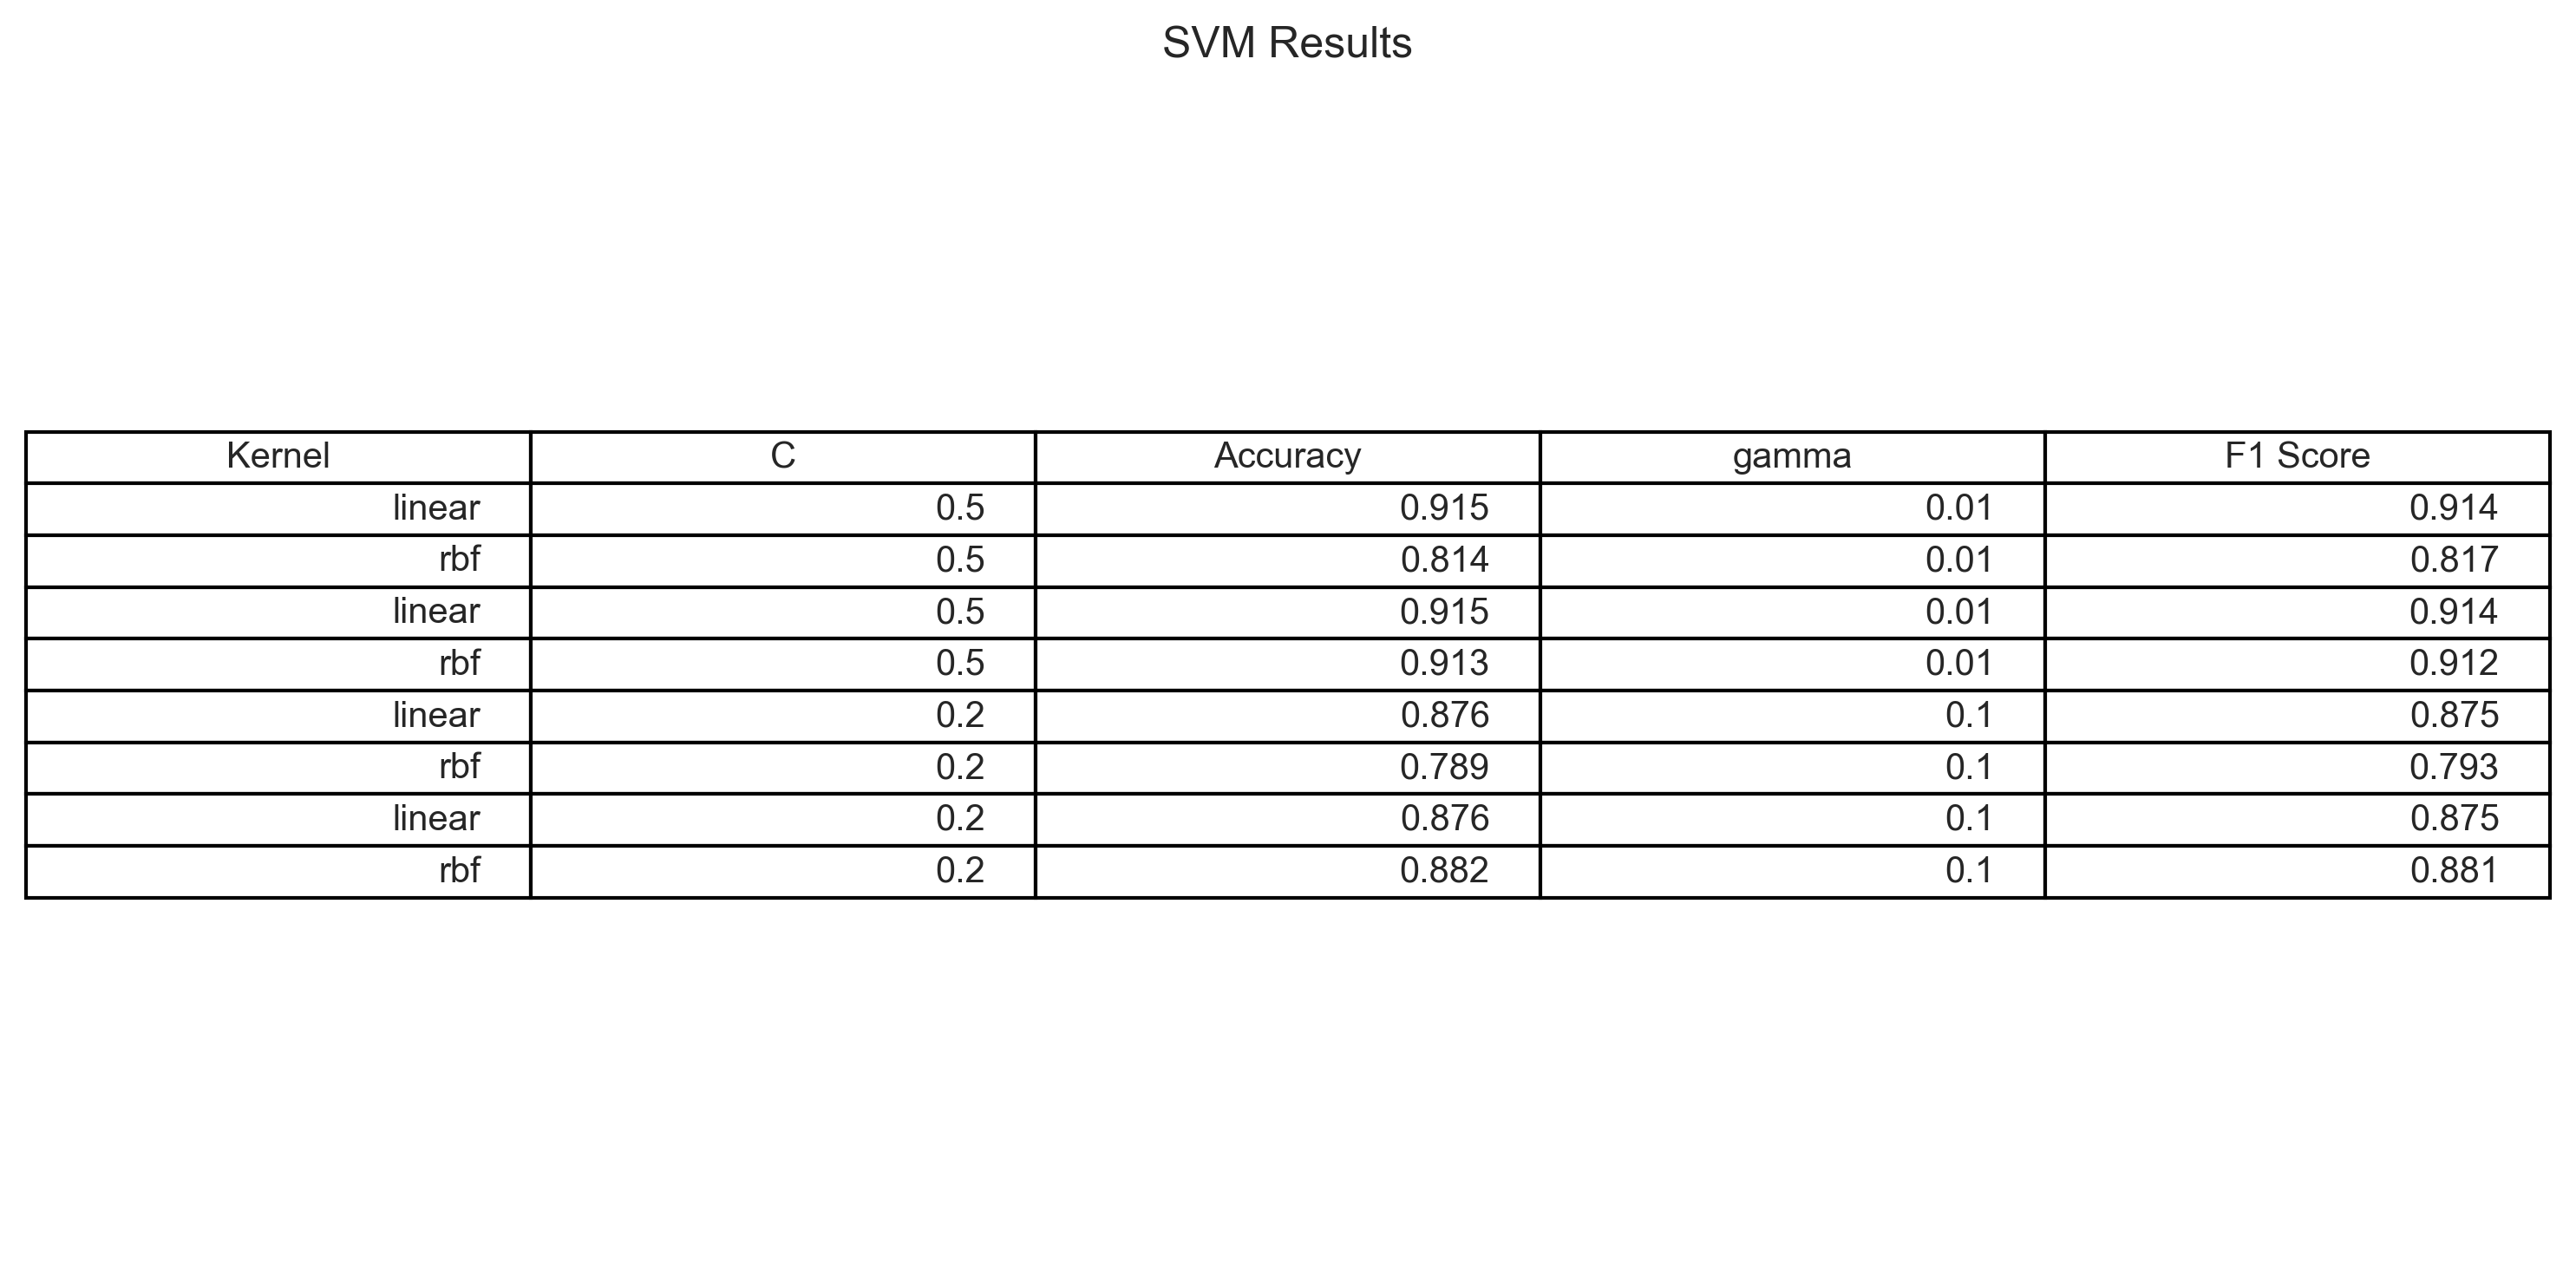 SVM Results
Kernel C Accuracy gamma F1 Score
linear 0.5 0.915 0.01 0.914
rbf 0.5 0.814 0.01 0.817
linear 0.5 0.915 0.01 0.914
rbf 0.5 0.913 0.01 0.912
linear 0.2 0.876 0.1 0.875
rbf 0.2 0.789 0.1 0.793
linear 0.2 0.876 0.1 0.875
rbf 0.2 0.882 0.1 0.881